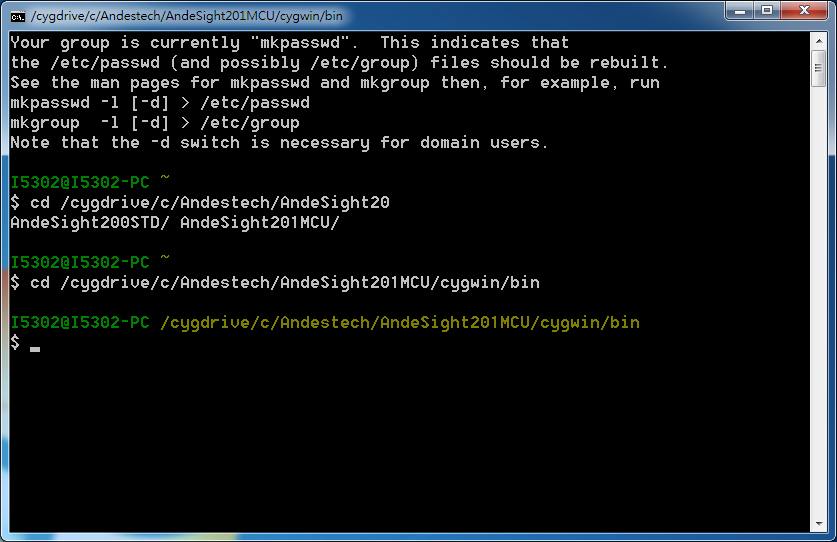 /cygdrive/c/Andestech/AndeSight201MCU/cygwin/bin
Your group is currently "mkpasswd".  This indicates that
the /etc/passwd (and possibly /etc/group) files should be rebuilt.
See the man pages for mkpasswd and mkgroup then, for example, run
mkpasswd -l [-d] > /etc/passwd
mkgroup  -l [-d] > /etc/group
Note that the -d switch is necessary for domain users.
I5302@I5302-PC ~
$ cd /cygdrive/c/Andestech/AndeSight20
AndeSight200STD/ AndeSight201MCU/
I5302@I5302-PC ~
$ cd /cygdrive/c/Andestech/AndeSight201MCU/cygwin/bin
I5302@I5302-PC /cygdrive/c/Andestech/AndeSight201MCU/cygwin/bin
$ _